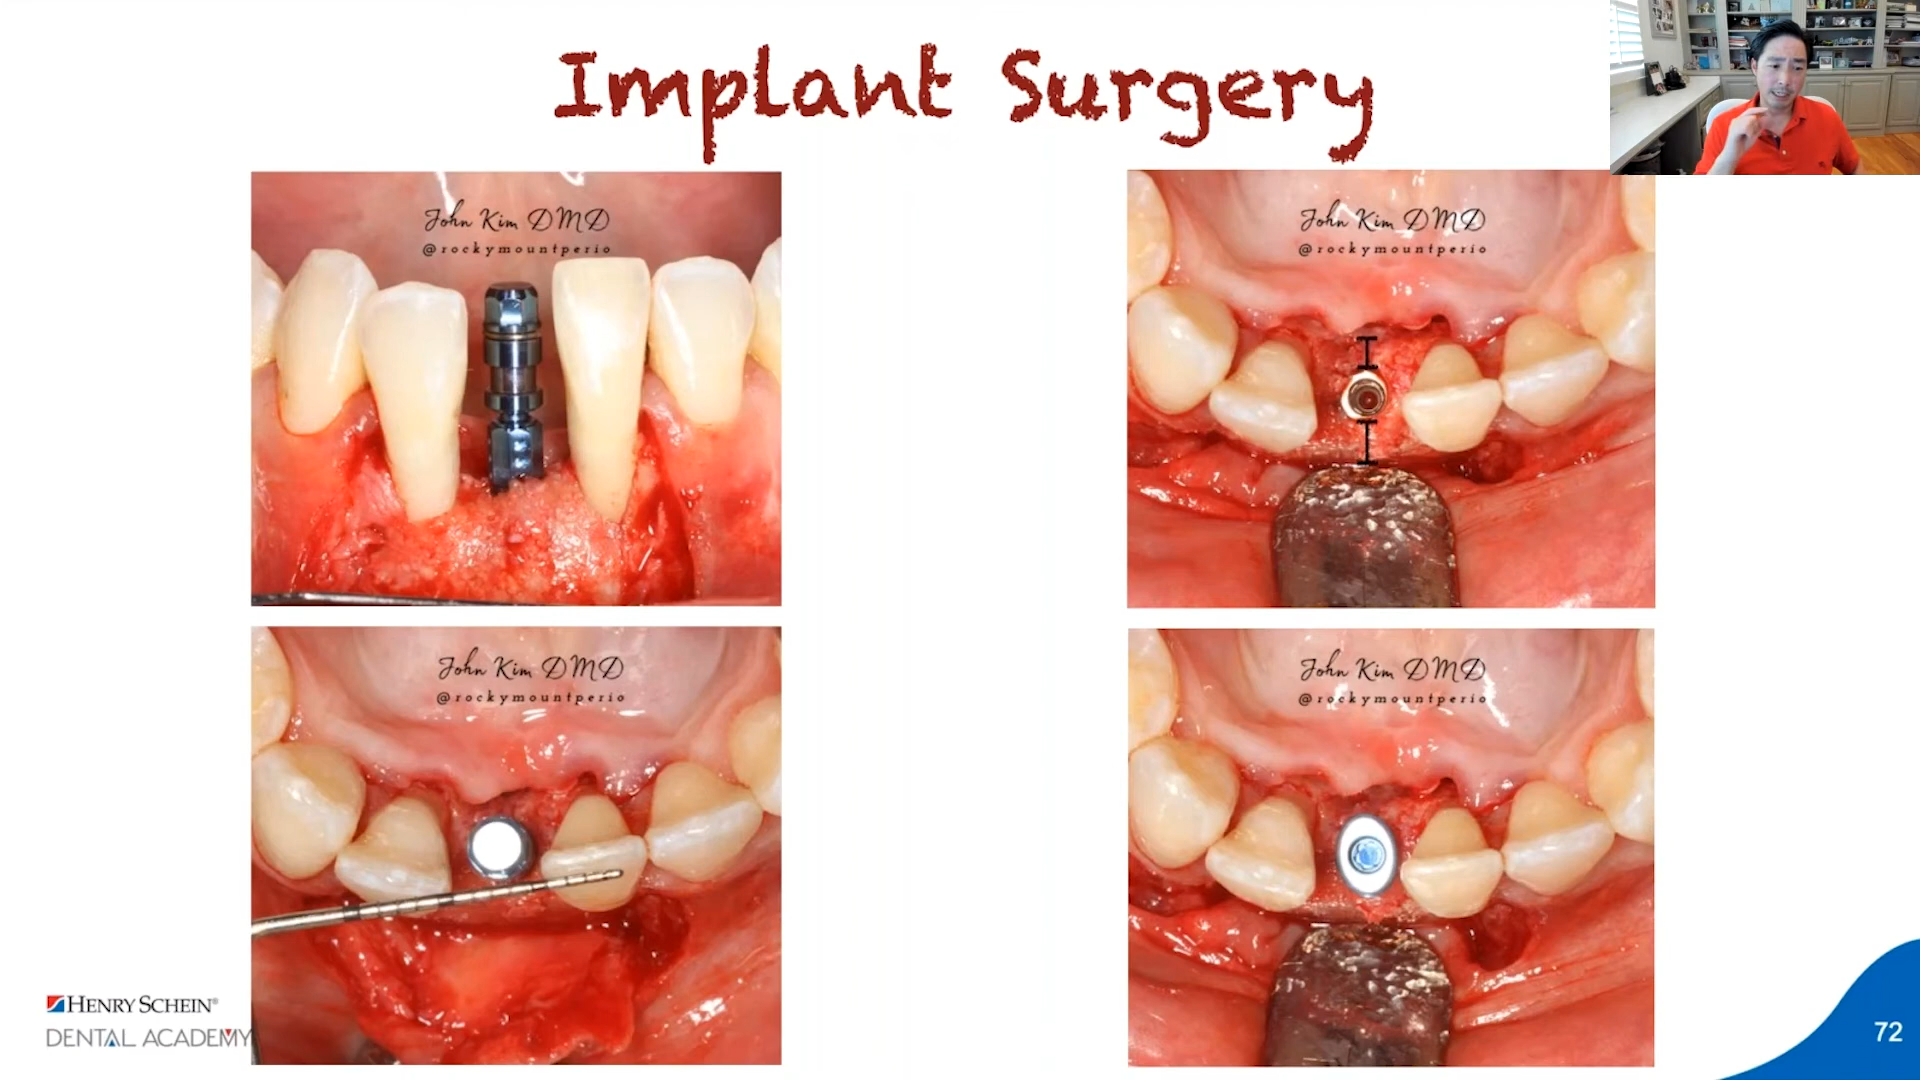 Implant Surgery
John Kim DMD
@rockymountperio
John Kim DMD
@rockymountperio
John Kim DMD
@rockymountperio
John Kim DMD
@rockymountperio
HENRY SCHEIN®
DENTAL ACADEMY
72